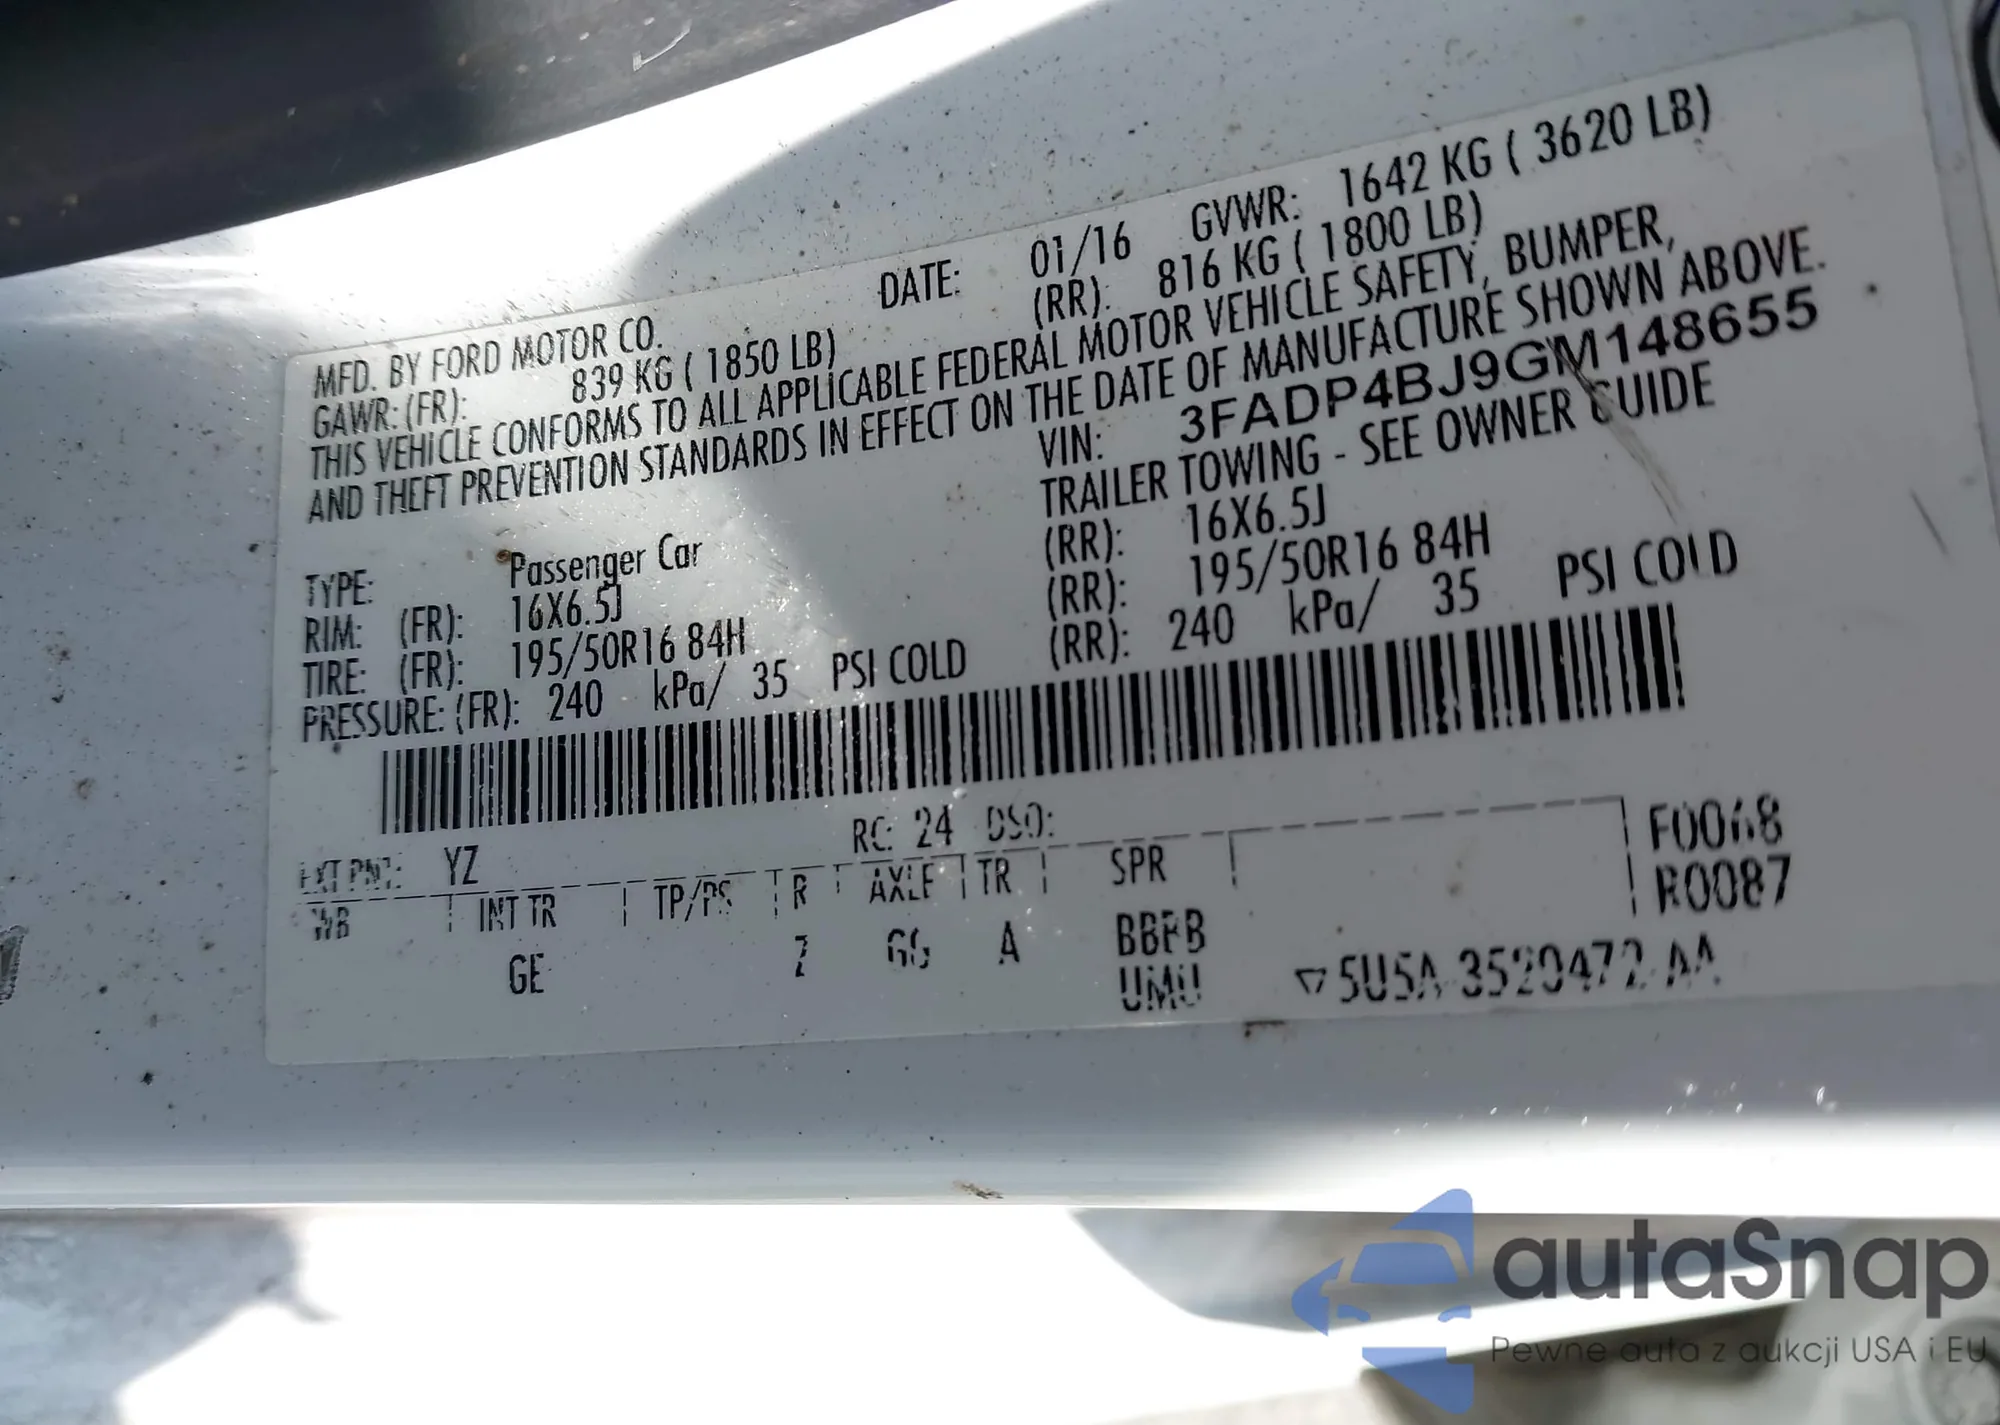 MFD. BY FORD MOTOR CO. DATE: 01/16 GVWR: 1642 KG ( 3620 LB)
GAWR: (FR): 839 KG ( 1850 LB) (RR): 816 KG ( 1800 LB)
THIS VEHICLE CONFORMS TO ALL APPLICABLE FEDERAL MOTOR VEHICLE SAFETY, BUMPER,
AND THEFT PREVENTION STANDARDS IN EFFECT ON THE DATE OF MANUFACTURE SHOWN ABOVE.
VIN: 3FADP4BJ9GM148655
TYPE: Passenger Car TRAILER TOWING - SEE OWNER GUIDE
RIM: (FR): 16X6.5J (RR): 16X6.5J
TIRE: (FR): 195/50R16 84H (RR): 195/50R16 84H
PRESSURE: (FR): 240 kPa/ 35 PSI COLD (RR): 240 kPa/ 35 PSI COLD
EXT PNT: YZ RC: 24 DSO: F0068
WB INT TR TP/PS R AXLE TR SPR R0087
GE GG A BBFB
UMU 5U5A-3520472-AA
autaSnap
Pewne auta z aukcji USA i EU